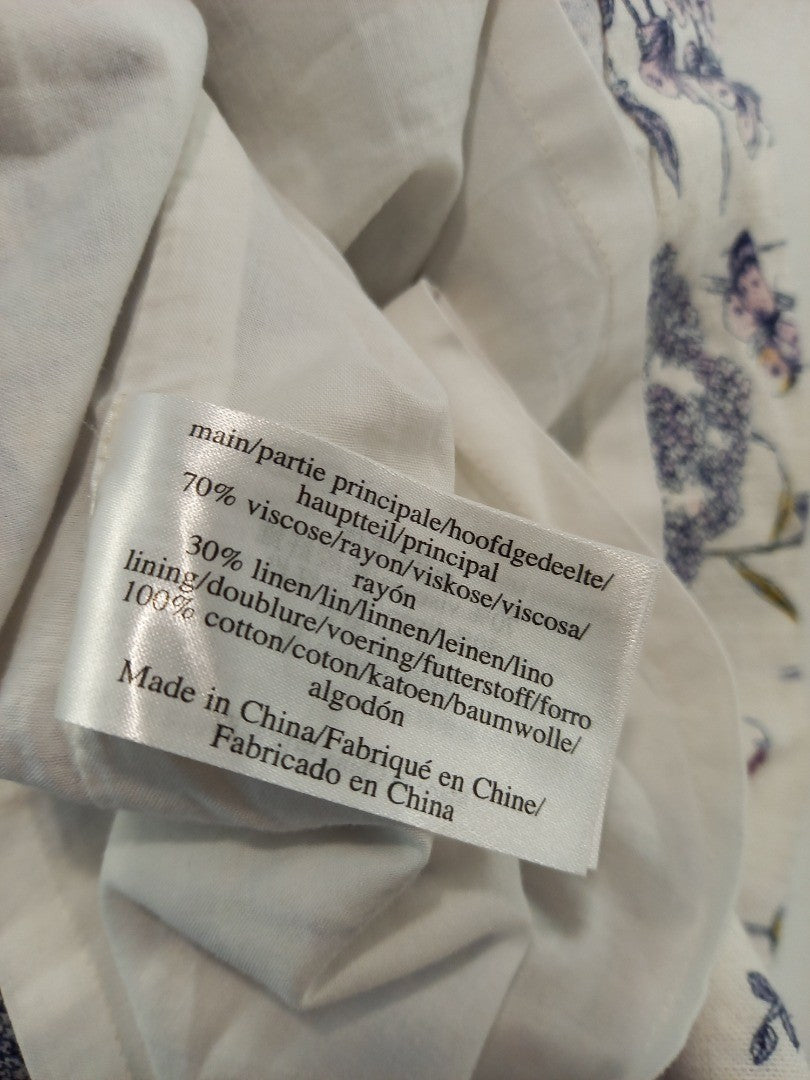 main/partie principale/hoofdgedeelte/
hauptteil/principal
70% viscose/rayon/viskose/viscosa/
rayón
30% linen/lin/linnen/leinen/lino
lining/doublure/voering/futterstoff/forro
100% cotton/coton/katoen/baumwolle/
algodón
Made in China/Fabriqué en Chine/
Fabricado en China